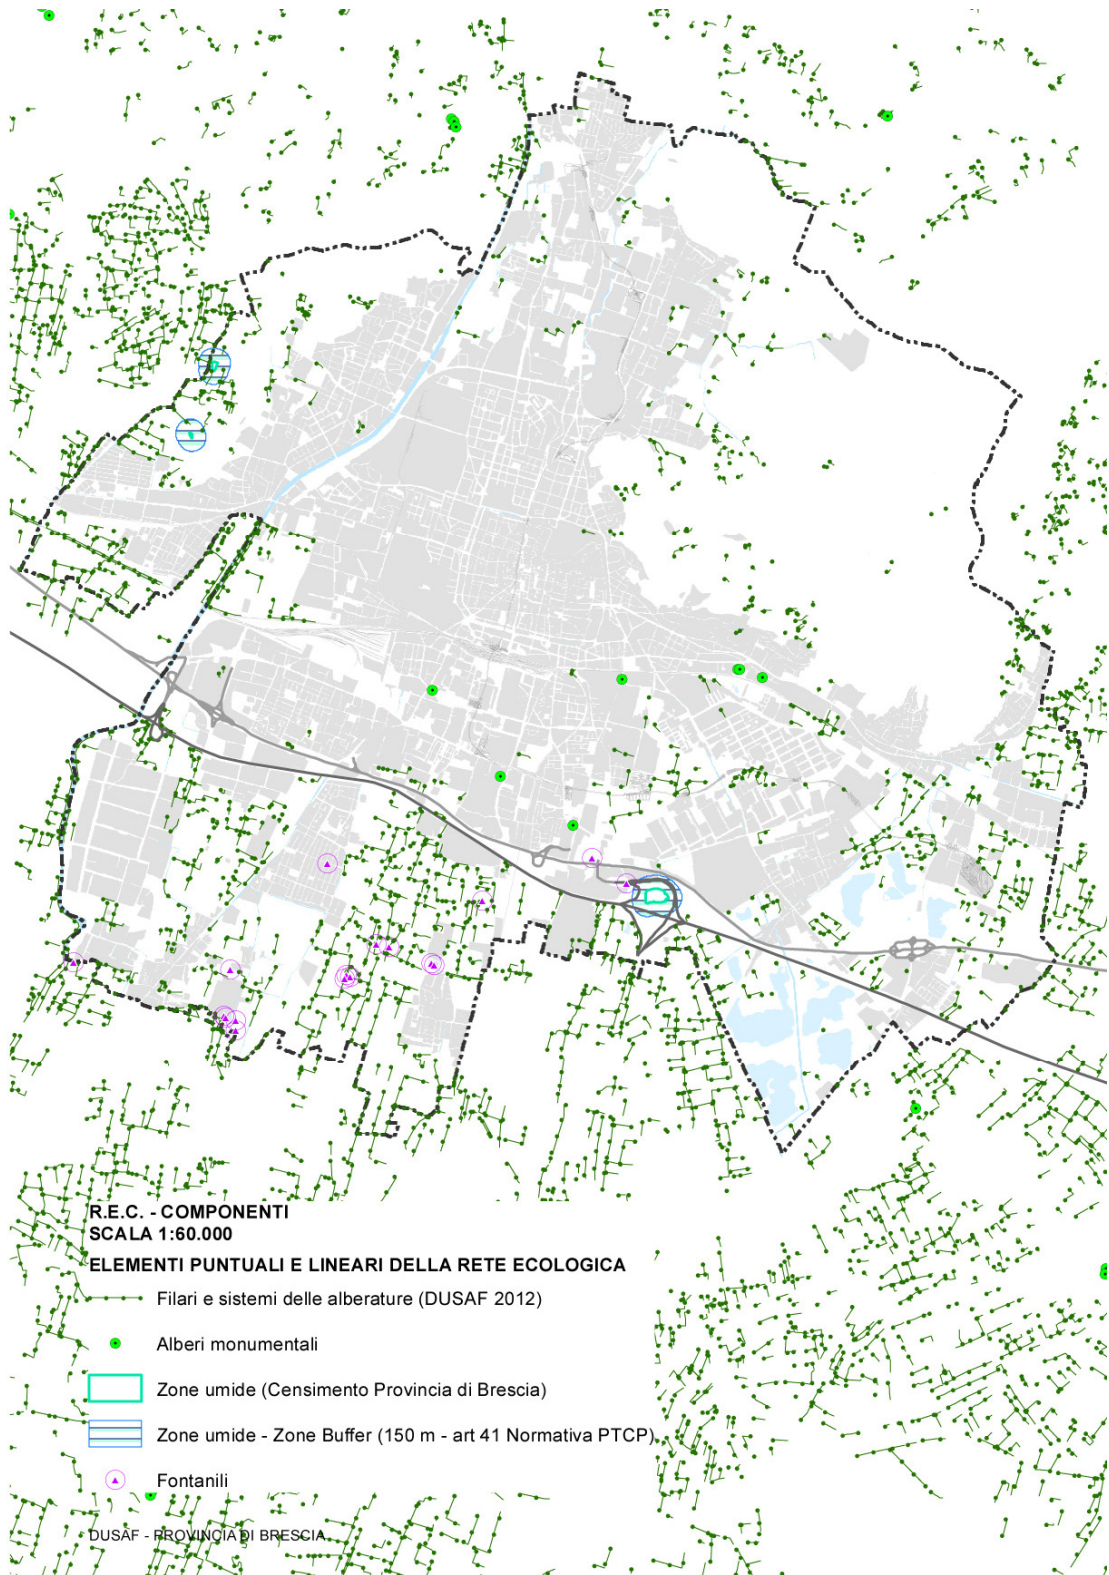 R.E.C. - COMPONENTI
SCALA 1:60.000
ELEMENTI PUNTUALI E LINEARI DELLA RETE ECOLOGICA
Filari e sistemi delle alberature (DUSAF 2012)
Alberi monumentali
Zone umide (Censimento Provincia di Brescia)
Zone umide - Zone Buffer (150 m - art 41 Normativa PTCP)
Fontanili
DUSAF - PROVINCIA DI BRESCIA